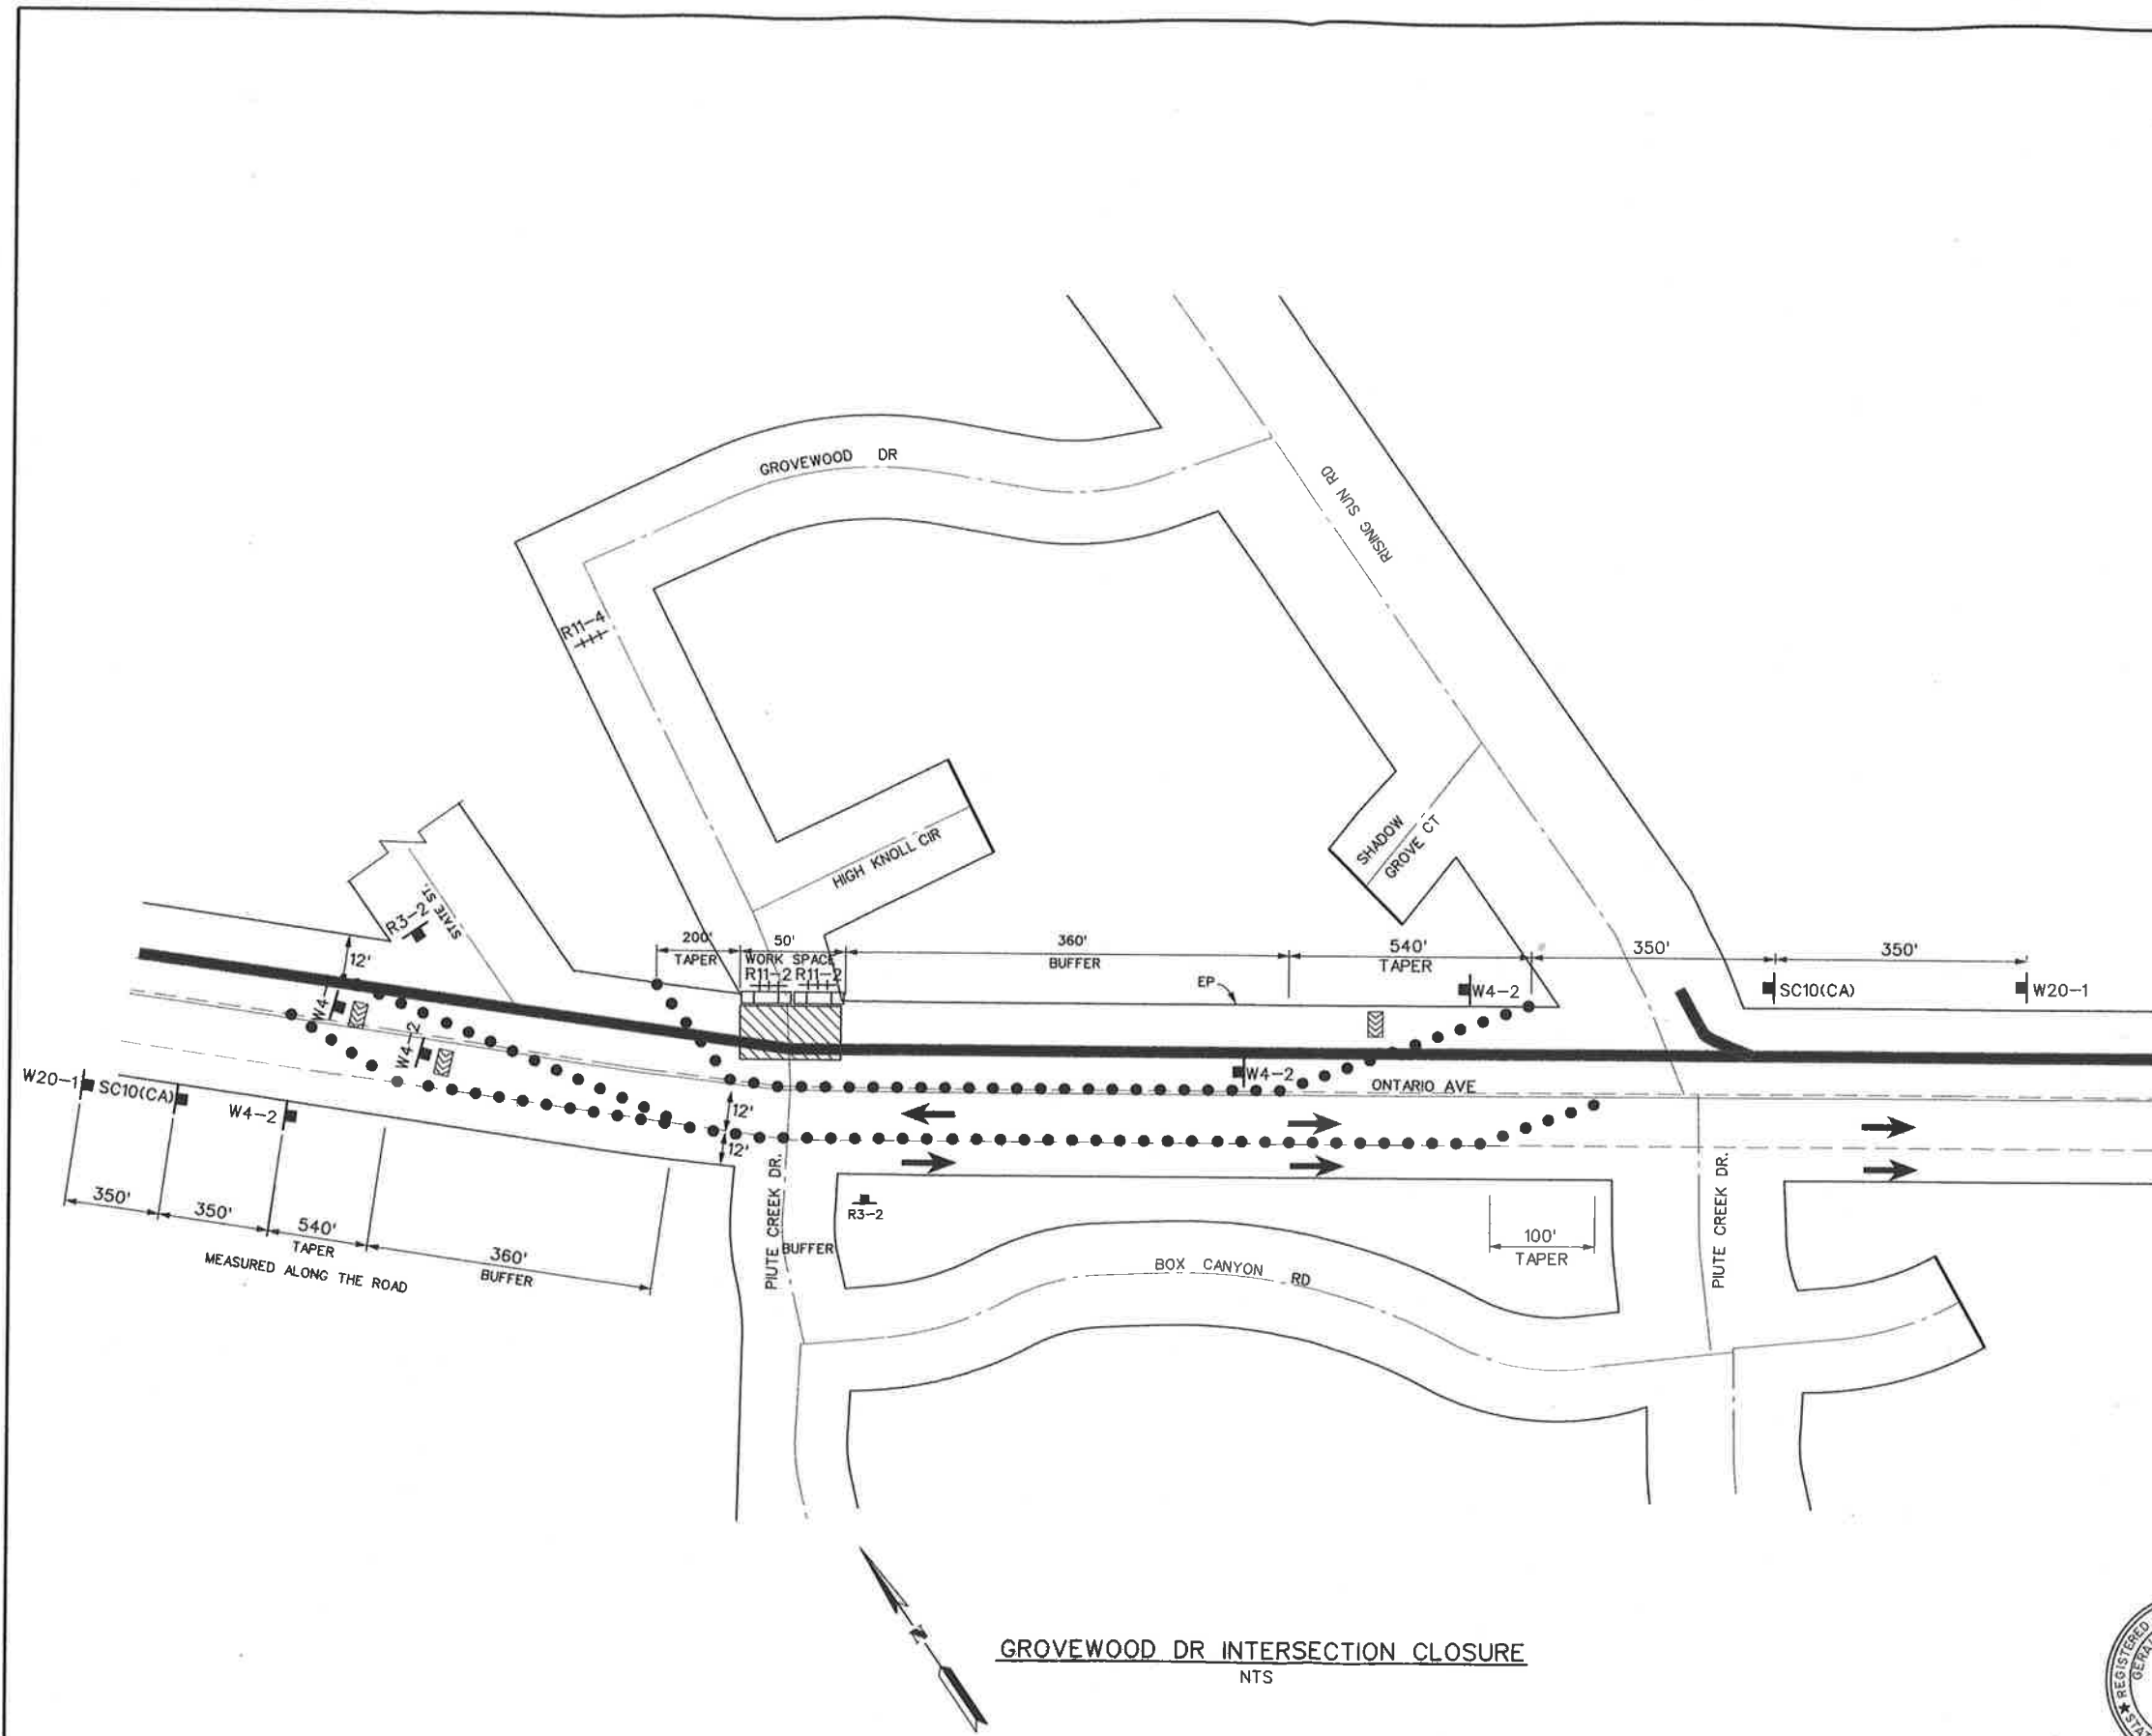 GROVEWOOD DR
RISING SUN RD
R11-4
HIGH KNOLL CIR
SHADOW
GROVE CT
STATE ST.
R3-2
12'
200'
TAPER
50'
WORK SPACE
R11-2 R11-2
360'
BUFFER
540'
TAPER
350'
350'
EP
W4-2
SC10(CA)
W20-1
W4-
W4-2
W4-2
ONTARIO AVE
W20-1
SC10(CA)
W4-2
12'
12'
350'
350'
540'
TAPER
360'
BUFFER
MEASURED ALONG THE ROAD
PIUTE CREEK DR.
BUFFER
R3-2
BOX CANYON RD
100'
TAPER
PIUTE CREEK DR.
N
GROVEWOOD DR INTERSECTION CLOSURE
NTS
REGISTERED